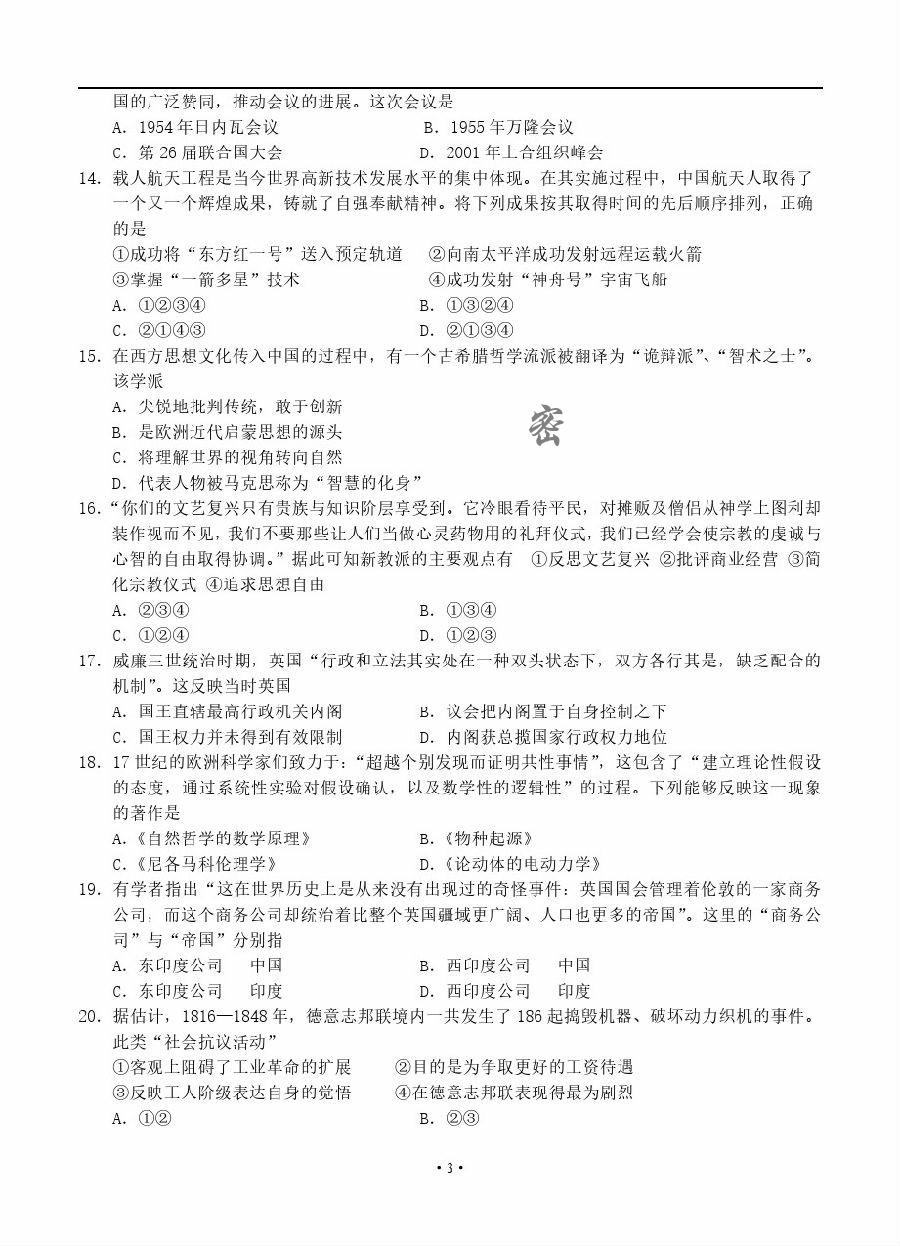 国的广泛赞同，推动会议的进展。这次会议是
A．1954年日内瓦会议 B．1955年万隆会议
C．第26届联合国大会 D．2001年上合组织峰会
14．载人航天工程是当今世界高新技术发展水平的集中体现。在其实施过程中，中国航天人取得了
一个又一个辉煌成果，铸就了自强奉献精神。将下列成果按其取得时间的先后顺序排列，正确
的是
①成功将“东方红一号”送入预定轨道 ②向南太平洋成功发射远程运载火箭
③掌握“一箭多星”技术 ④成功发射“神舟号”宇宙飞船
A．①②③④ B．①③②④
C．②①④③ D．②①③④
15．在西方思想文化传入中国的过程中，有一个古希腊哲学流派被翻译为“诡辩派”、“智术之士”。
该学派
A．尖锐地批判传统，敢于创新
B．是欧洲近代启蒙思想的源头
C．将理解世界的视角转向自然
D．代表人物被马克思称为“智慧的化身”
密
16．“你们的文艺复兴只有贵族与知识阶层享受到。它冷眼看待平民，对摊贩及僧侣从神学上图利却
装作视而不见，我们不要那些让人们当做心灵药物用的礼拜仪式，我们已经学会使宗教的虔诚与
心智的自由取得协调。”据此可知新教派的主要观点有 ①反思文艺复兴 ②批评商业经营 ③简
化宗教仪式 ④追求思想自由
A．②③④ B．①③④
C．①②④ D．①②③
17．威廉三世统治时期，英国“行政和立法其实处在一种双头状态下，双方各行其是，缺乏配合的
机制”。这反映当时英国
A．国王直辖最高行政机关内阁 B．议会把内阁置于自身控制之下
C．国王权力并未得到有效限制 D．内阁获总揽国家行政权力地位
18．17世纪的欧洲科学家们致力于：“超越个别发现而证明共性事情”，这包含了“建立理论性假设
的态度，通过系统性实验对假设确认，以及数学性的逻辑性”的过程。下列能够反映这一现象
的著作是
A．《自然哲学的数学原理》 B．《物种起源》
C．《尼各马科伦理学》 D．《论动体的电动力学》
19．有学者指出“这在世界历史上是从来没有出现过的奇怪事件：英国国会管理着伦敦的一家商务
公司；而这个商务公司却统治着比整个英国疆域更广阔、人口也更多的帝国”。这里的“商务公
司”与“帝国”分别指
A．东印度公司 中国 B．西印度公司 中国
C．东印度公司 印度 D．西印度公司 印度
20．据估计，1816—1848年，德意志邦联境内一共发生了186起捣毁机器、破坏动力织机的事件。
此类“社会抗议活动”
①客观上阻碍了工业革命的扩展 ②目的是为争取更好的工资待遇
③反映工人阶级表达自身的觉悟 ④在德意志邦联表现得最为剧烈
A．①② B．②③
·3·